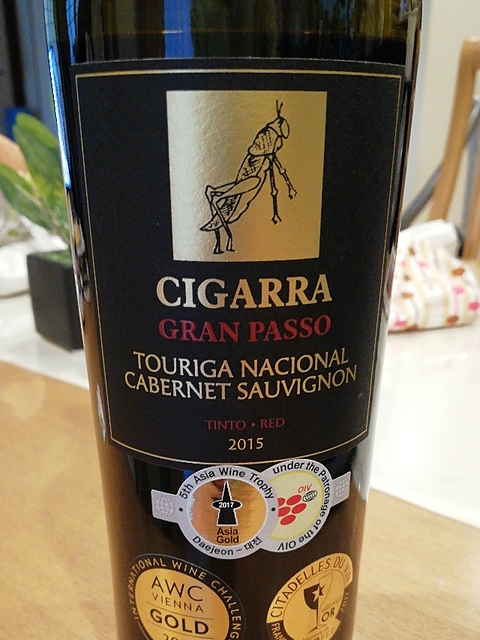 CIGARRA
GRAN PASSO
TOURIGA NACIONAL
CABERNET SAUVIGNON
TINTO • RED
2015
5th Asia Wine Trophy
2017
Asia
Gold
Daejeon – 대전
under the Patronage of the OIV
OIV
INTERNATIONAL WINE CHALLENGE
AWC
VIENNA
GOLD
CITADELLES DU
OR